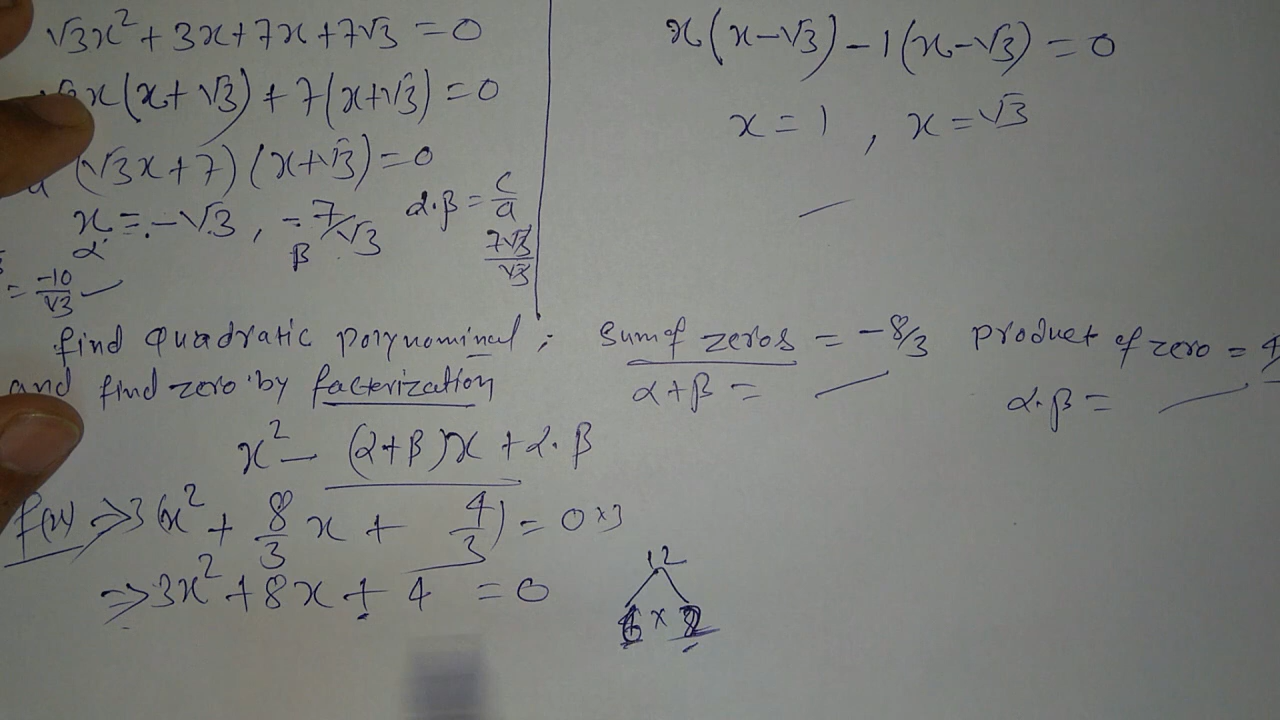 √3x² + 3x + 7x + 7√3 = 0
x(x + √3) + 7(x + √3) = 0
(√3x + 7) (x + √3) = 0
x = -√3, -7/√3
α β
α.β = c/a
7√3/√3
= -10/√3
x(x - √3) - 1(x - √3) = 0
x = 1, x = √3
find Quadratic polynominal; sum of zeros = -8/3 product of zero =
and find zero by facterization α + β = α.β =
x² - (α + β)x + α.β
f(x) ⇒ 3(x² + 8/3 x + 4/3) = 0 × 3
⇒ 3x² + 8x + 4 = 0
12
6 × 2